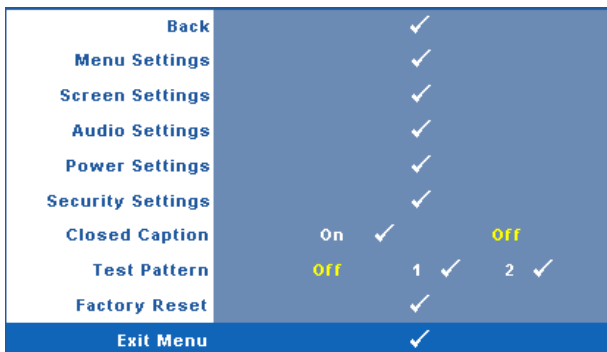 Back ✓
Menu Settings ✓
Screen Settings ✓
Audio Settings ✓
Power Settings ✓
Security Settings ✓
Closed Caption On ✓ Off
Test Pattern Off 1 ✓ 2 ✓
Factory Reset ✓
Exit Menu ✓